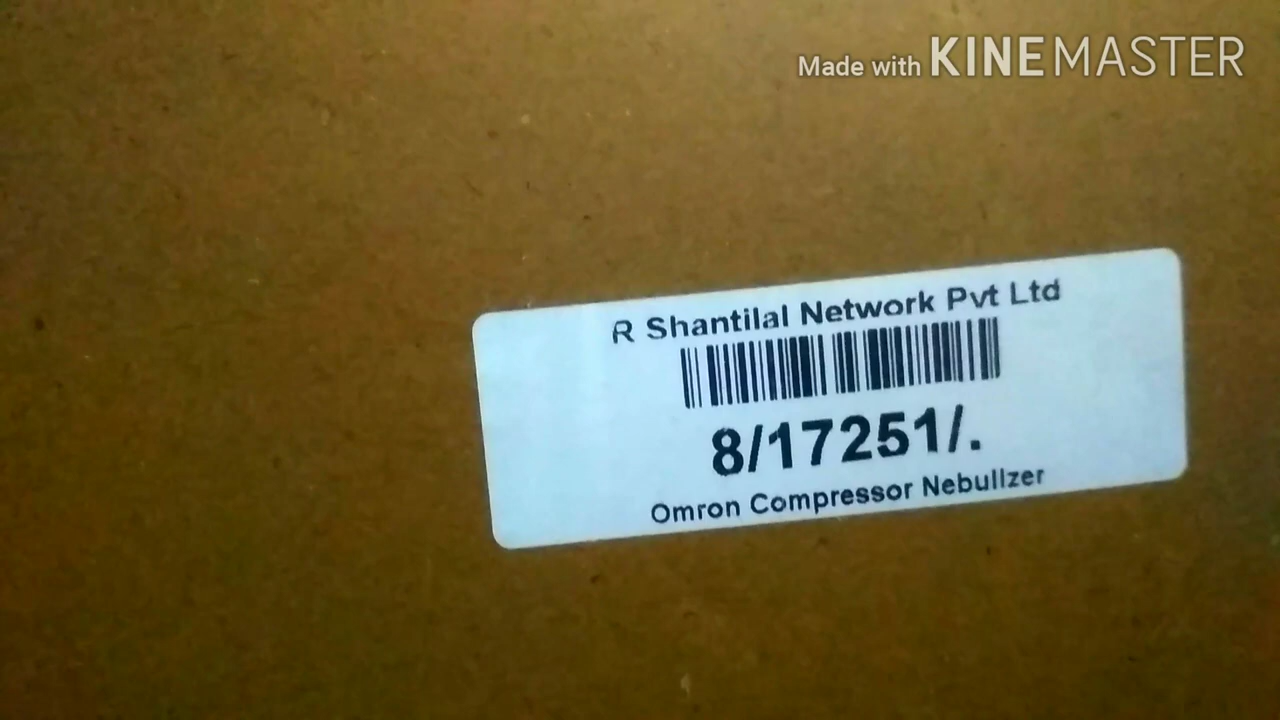 Made with KINEMASTER
R Shantilal Network Pvt Ltd
8/17251/.
Omron Compressor Nebulizer